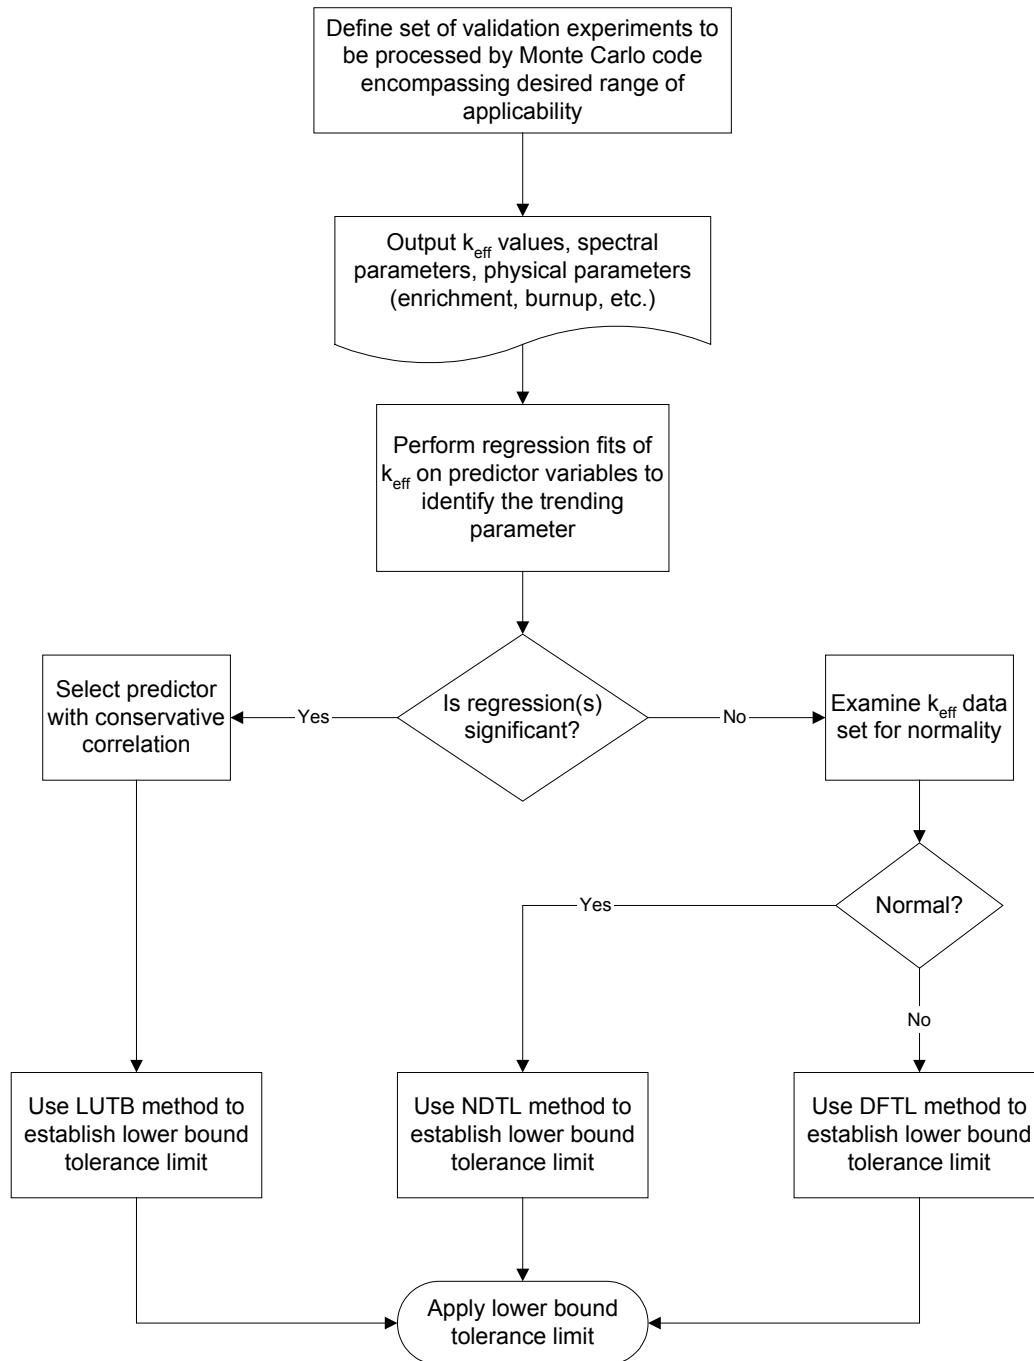 Define set of validation experiments to
be processed by Monte Carlo code
encompassing desired range of
applicability
Output keff values, spectral
parameters, physical parameters
(enrichment, burnup, etc.)
Perform regression fits of
keff on predictor variables to
identify the trending
parameter
Select predictor
with conservative
correlation
Yes
Is regression(s)
significant?
No
Examine keff data
set for normality
Yes
Normal?
No
Use LUTB method to
establish lower bound
tolerance limit
Use NDTL method to
establish lower bound
tolerance limit
Use DFTL method to
establish lower bound
tolerance limit
Apply lower bound
tolerance limit